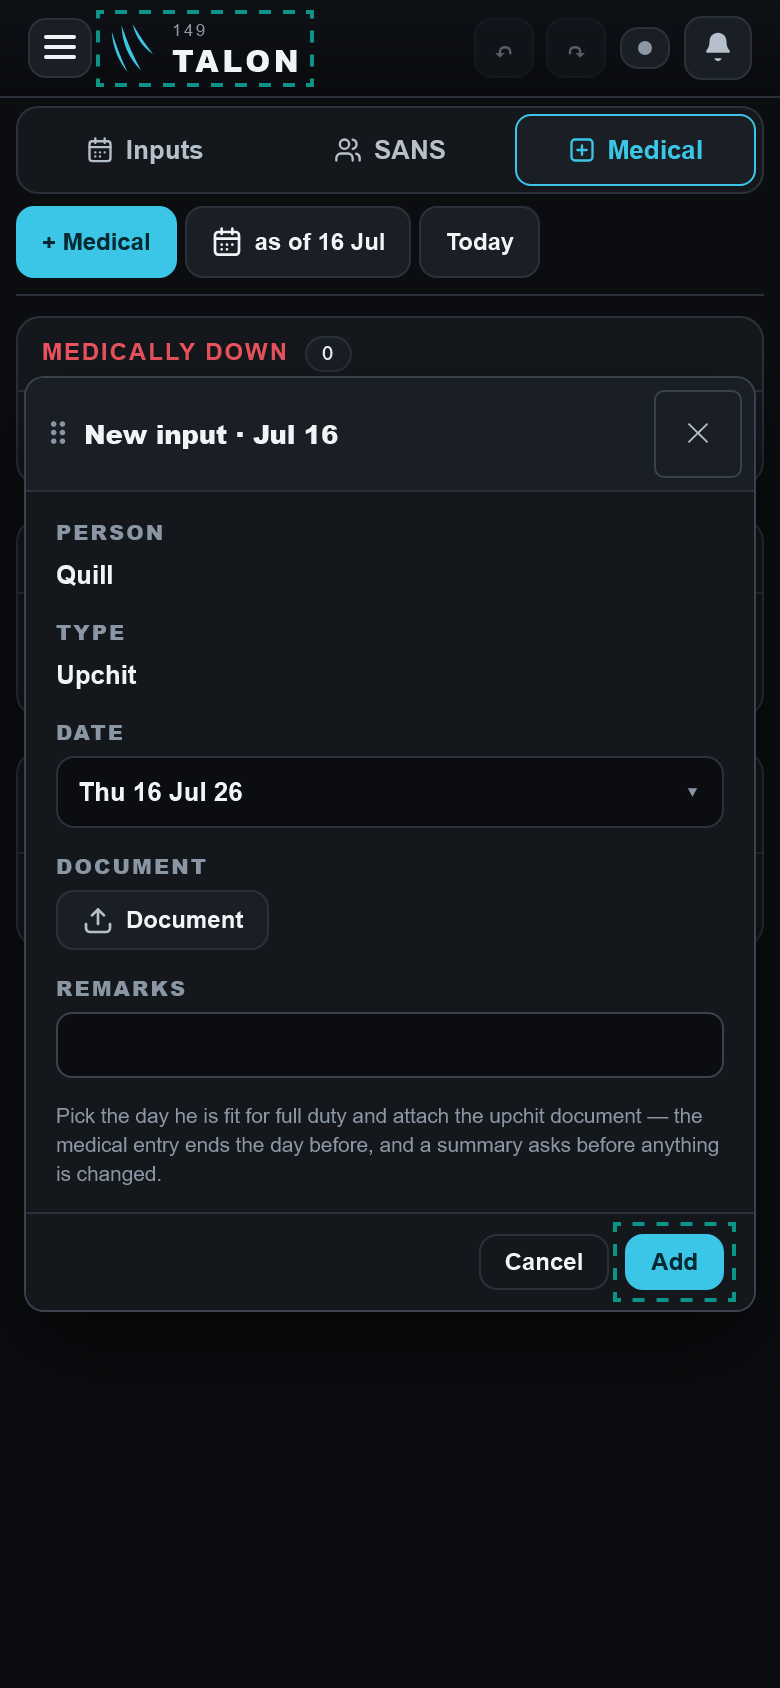 149
TALON
Inputs
SANS
Medical
+ Medical
as of 16 Jul
Today
MEDICALLY DOWN 0
New input · Jul 16
PERSON
Quill
TYPE
Upchit
DATE
Thu 16 Jul 26
DOCUMENT
Document
REMARKS
Pick the day he is fit for full duty and attach the upchit document — the
medical entry ends the day before, and a summary asks before anything
is changed.
Cancel
Add